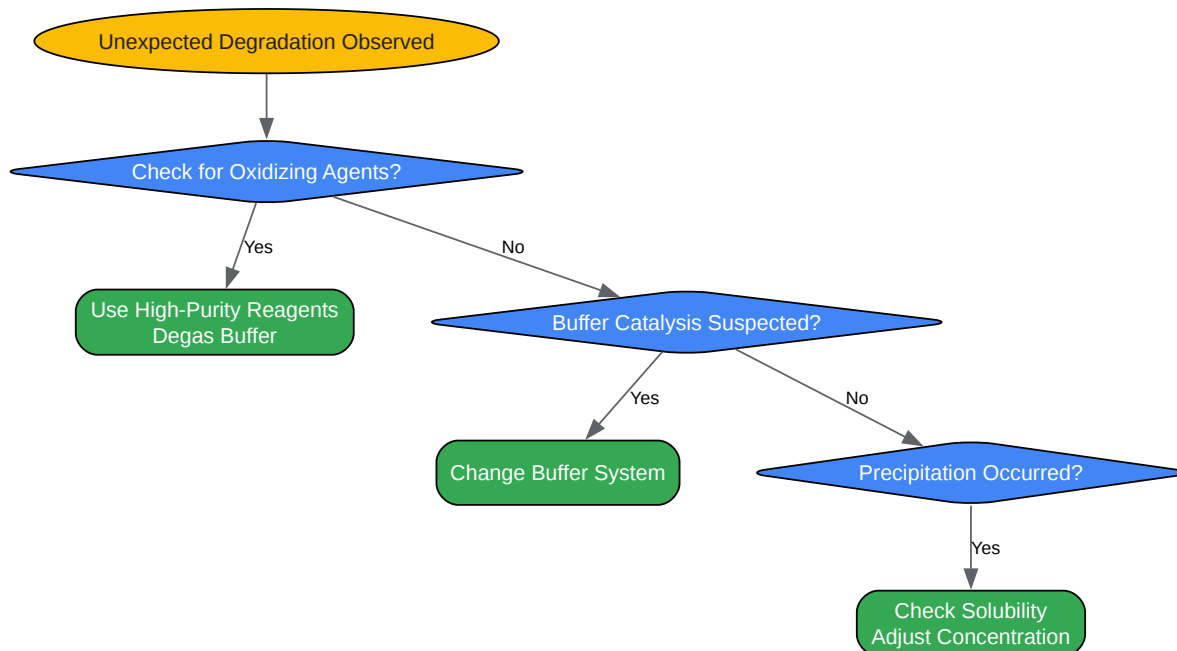 Unexpected Degradation Observed
Check for Oxidizing Agents?
Yes
No
Use High-Purity Reagents
Degas Buffer
Buffer Catalysis Suspected?
Yes
No
Change Buffer System
Precipitation Occurred?
Yes
Check Solubility
Adjust Concentration